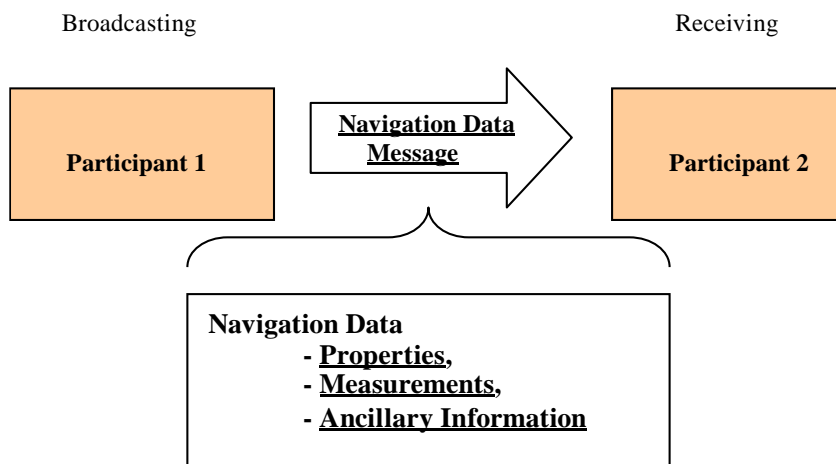 Broadcasting
Receiving
Participant 1
Navigation Data
Message
Participant 2
Navigation Data
- Properties,
- Measurements,
- Ancillary Information